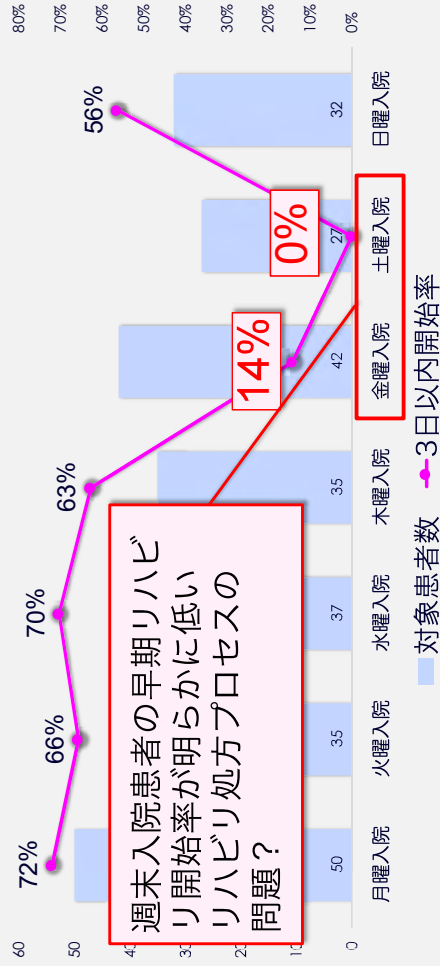 60
50
40
30
20
10
0
80%
70%
60%
50%
40%
30%
20%
10%
0%
72%
66%
70%
63%
14%
0%
56%
週末入院患者の早期リハビ
リ開始率が明らかに低い
リハビリ処方プロセスの
問題？
50
35
37
35
42
27
32
月曜入院
火曜入院
水曜入院
木曜入院
金曜入院
土曜入院
日曜入院
対象患者数
3日以内開始率